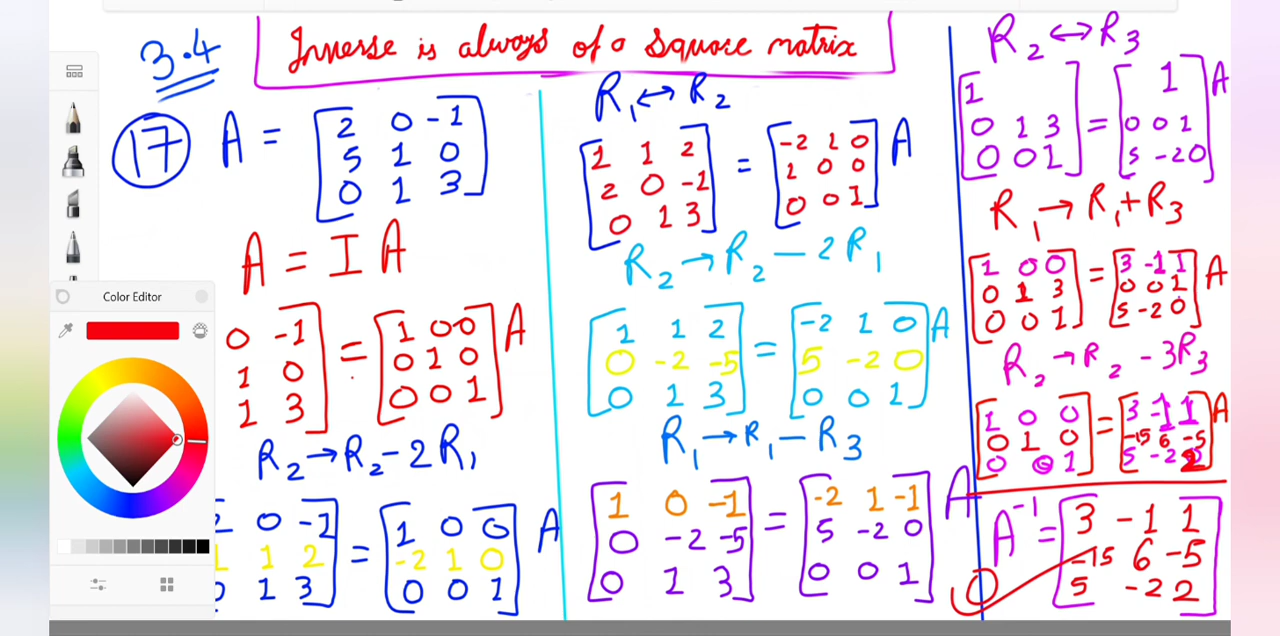 3.4
Inverse is always of a square matrix
17 A = [ 2 0 -1
5 1 0
0 1 3 ]
A = I A
0 -1
1 0
1 3 ] = [ 1 0 0
0 1 0
0 0 1 ] A
Color Editor
R₂ → R₂ - 2R₁
0 -1
1 2
1 3 ] = [ 1 0 0
-2 1 0
0 0 1 ] A
R₁ ↔ R₂
[ 1 1 2
2 0 -1
0 1 3 ] = [ -2 1 0
1 0 0
0 0 1 ] A
R₂ → R₂ - 2R₁
[ 1 1 2
0 -2 -5
0 1 3 ] = [ -2 1 0
5 -2 0
0 0 1 ] A
R₁ → R₁ - R₃
[ 1 0 -1
0 -2 -5
0 1 3 ] = [ -2 1 -1
5 -2 0
0 0 1 ] A
R₂ ↔ R₃
[ 1
0 1 3
0 0 1 ] = [ 1
0 0 1
5 -2 0 ] A
R₁ → R₁ + R₃
[ 1 0 0
0 1 3
0 0 1 ] = [ 3 -1 1
0 0 1
5 -2 0 ] A
R₂ → R₂ - 3R₃
[ 1 0 0
0 1 0
0 0 1 ] = [ 3 -1 1
-15 6 -5
5 -2 2 ] A
A⁻¹ = [ 3 -1 1
-15 6 -5
5 -2 2 ]